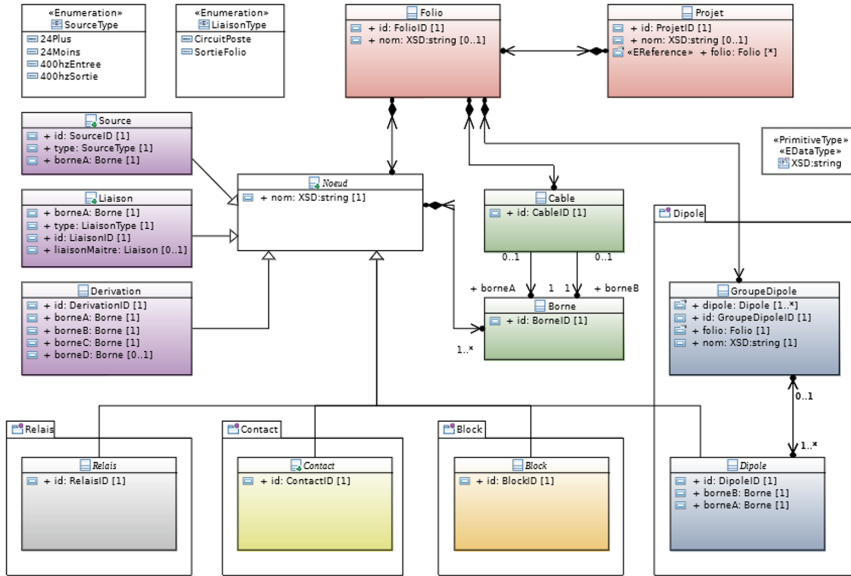 «Enumeration»
SourceType
24Plus
24Moins
400hzEntree
400hzSortie
«Enumeration»
LiaisonType
CircuitPoste
SortieFolio
Folio
+ id: FolioID [1]
+ nom: XSD:string [0..1]
Projet
+ id: ProjetID [1]
+ nom: XSD:string [0..1]
«EReference» + folio: Folio [*]
Source
+ id: SourceID [1]
+ type: SourceType [1]
+ borneA: Borne [1]
«PrimitiveType»
«EDataType»
XSD:string
Noeud
+ nom: XSD:string [1]
Liaison
+ borneA: Borne [1]
+ type: LiaisonType [1]
+ id: LiaisonID [1]
+ liaisonMaitre: Liaison [0..1]
Cable
+ id: CableID [1]
0..1
0..1
+ borneA
1
1
+ borneB
Borne
+ id: BorneID [1]
1..*
Derivation
+ id: DerivationID [1]
+ borneA: Borne [1]
+ borneB: Borne [1]
+ borneC: Borne [1]
+ borneD: Borne [0..1]
Dipole
GroupeDipole
+ dipole: Dipole [1..*]
+ id: GroupeDipoleID [1]
+ folio: Folio [1]
+ nom: XSD:string [1]
0..1
1..*
Relais
Relais
+ id: RelaisID [1]
Contact
Contact
+ id: ContactID [1]
Block
Block
+ id: BlockID [1]
Dipole
+ id: DipoleID [1]
+ borneB: Borne [1]
+ borneA: Borne [1]